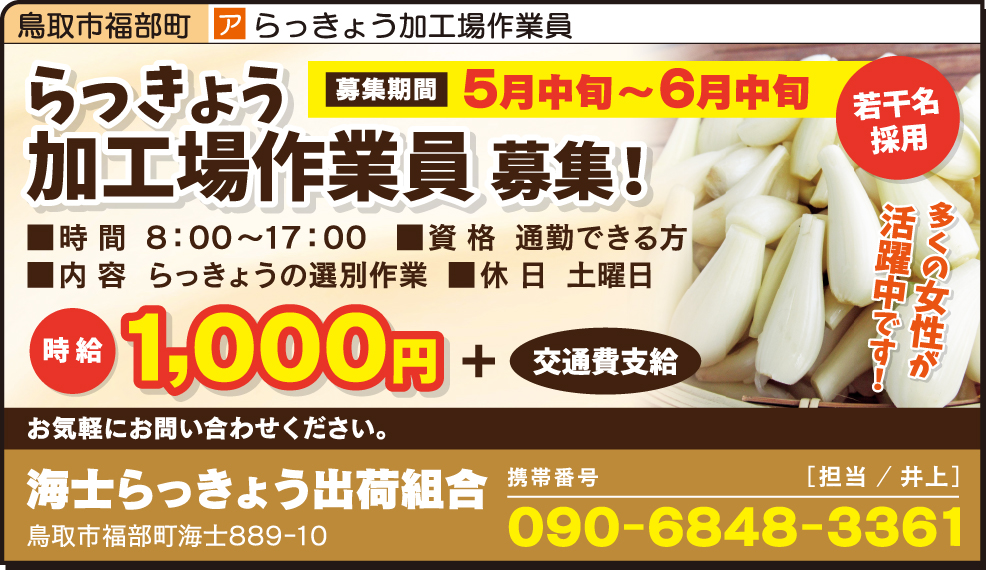 鳥取市福部町 ア らっきょう加工場作業員
募集期間 5月中旬～6月中旬
若干名
採用
らっきょう
加工場作業員 募集！
■時間 8：00～17：00 ■資格 通勤できる方
■内容 らっきょうの選別作業 ■休日 土曜日
多くの女性が
活躍中です！
時給 1,000円 + 交通費支給
お気軽にお問い合わせください。
海士らっきょう出荷組合
鳥取市福部町海士889-10
携帯番号 ［担当 / 井上］
090-6848-3361